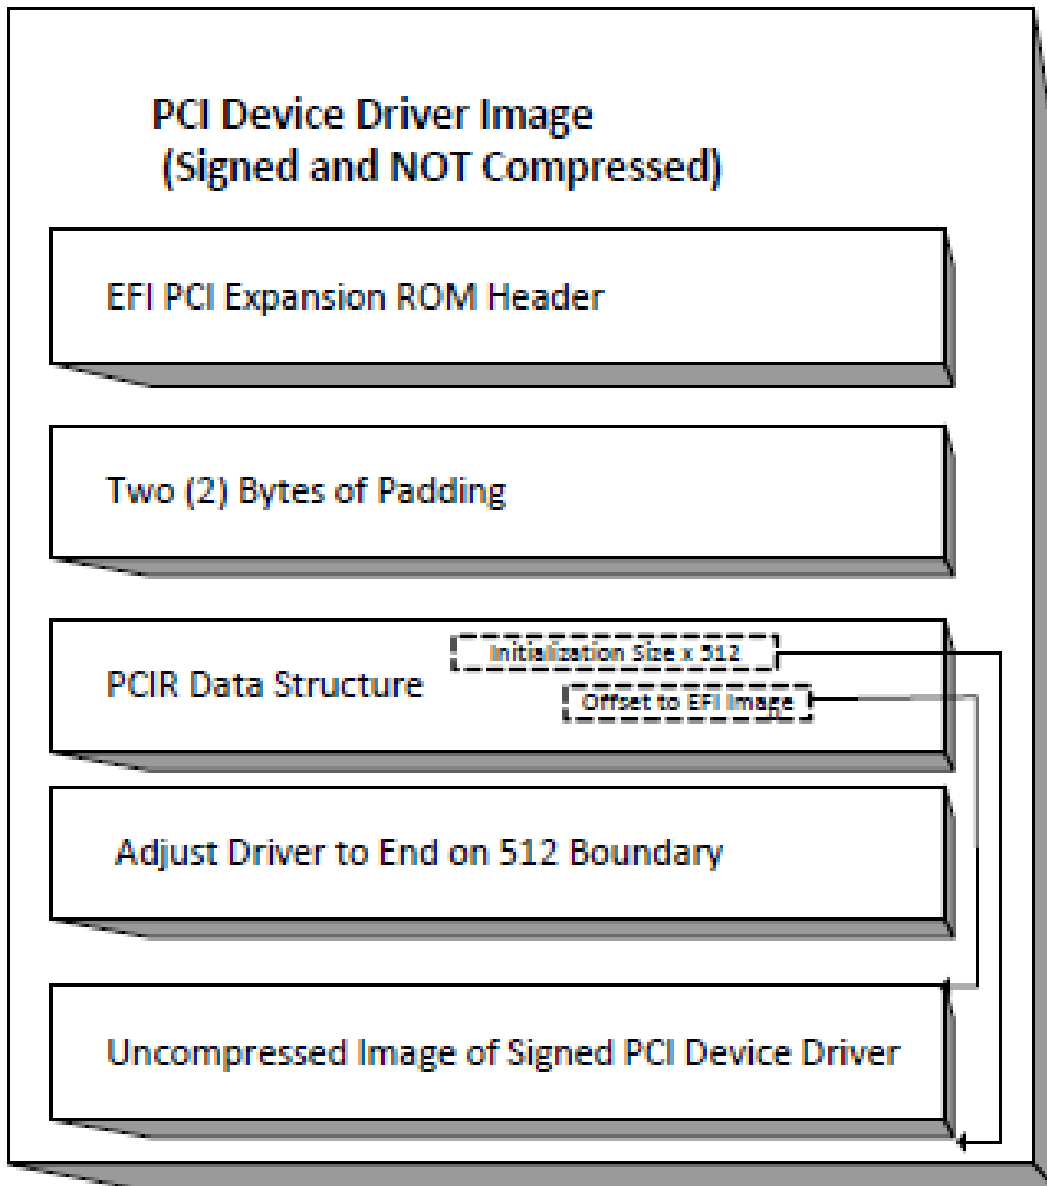 PCI Device Driver Image
(Signed and NOT Compressed)
EFI PCI Expansion ROM Header
Two (2) Bytes of Padding
Initialization Size x 512
PCIR Data Structure
Offset to EFI Image
Adjust Driver to End on 512 Boundary
Uncompressed Image of Signed PCI Device Driver